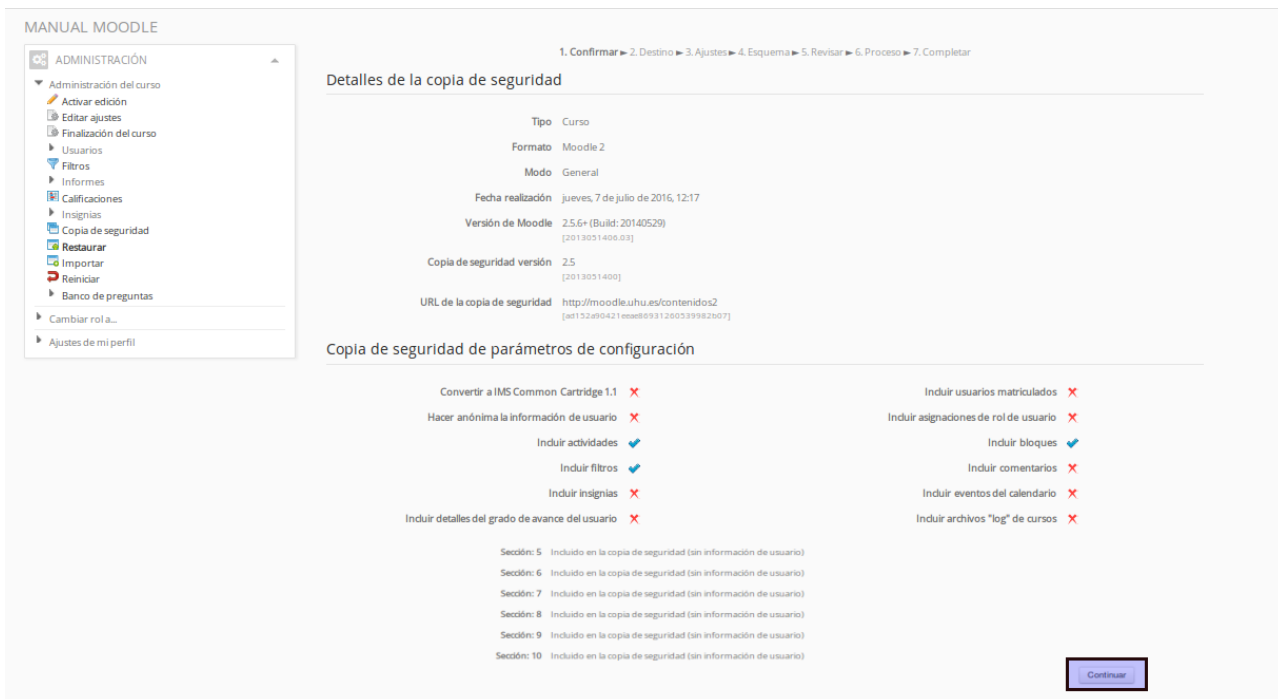 MANUAL MOODLE
ADMINISTRACIÓN
Administración del curso
Activar edición
Editar ajustes
Finalización del curso
Usuarios
Filtros
Informes
Calificaciones
Insignias
Copia de seguridad
Restaurar
Importar
Reiniciar
Banco de preguntas
Cambiar rol a...
Ajustes de mi perfil
1. Confirmar ► 2. Destino ► 3. Ajustes ► 4. Esquema ► 5. Revisar ► 6. Proceso ► 7. Completar
Detalles de la copia de seguridad
Tipo Curso
Formato Moodle 2
Modo General
Fecha realización jueves, 7 de julio de 2016, 12:17
Versión de Moodle 2.5.6+ (Build: 20140529)
[2013051406.03]
Copia de seguridad versión 2.5
[2013051400]
URL de la copia de seguridad http://moodle.uhu.es/contenidos2
[ad152a90421eeae86931260539982b07]
Copia de seguridad de parámetros de configuración
Convertir a IMS Common Cartridge 1.1 Incluir usuarios matriculados
Hacer anónima la información de usuario Incluir asignaciones de rol de usuario
Incluir actividades Incluir bloques
Incluir filtros Incluir comentarios
Incluir insignias Incluir eventos del calendario
Incluir detalles del grado de avance del usuario Incluir archivos "log" de cursos
Sección: 5 Incluido en la copia de seguridad (sin información de usuario)
Sección: 6 Incluido en la copia de seguridad (sin información de usuario)
Sección: 7 Incluido en la copia de seguridad (sin información de usuario)
Sección: 8 Incluido en la copia de seguridad (sin información de usuario)
Sección: 9 Incluido en la copia de seguridad (sin información de usuario)
Sección: 10 Incluido en la copia de seguridad (sin información de usuario)
Continuar